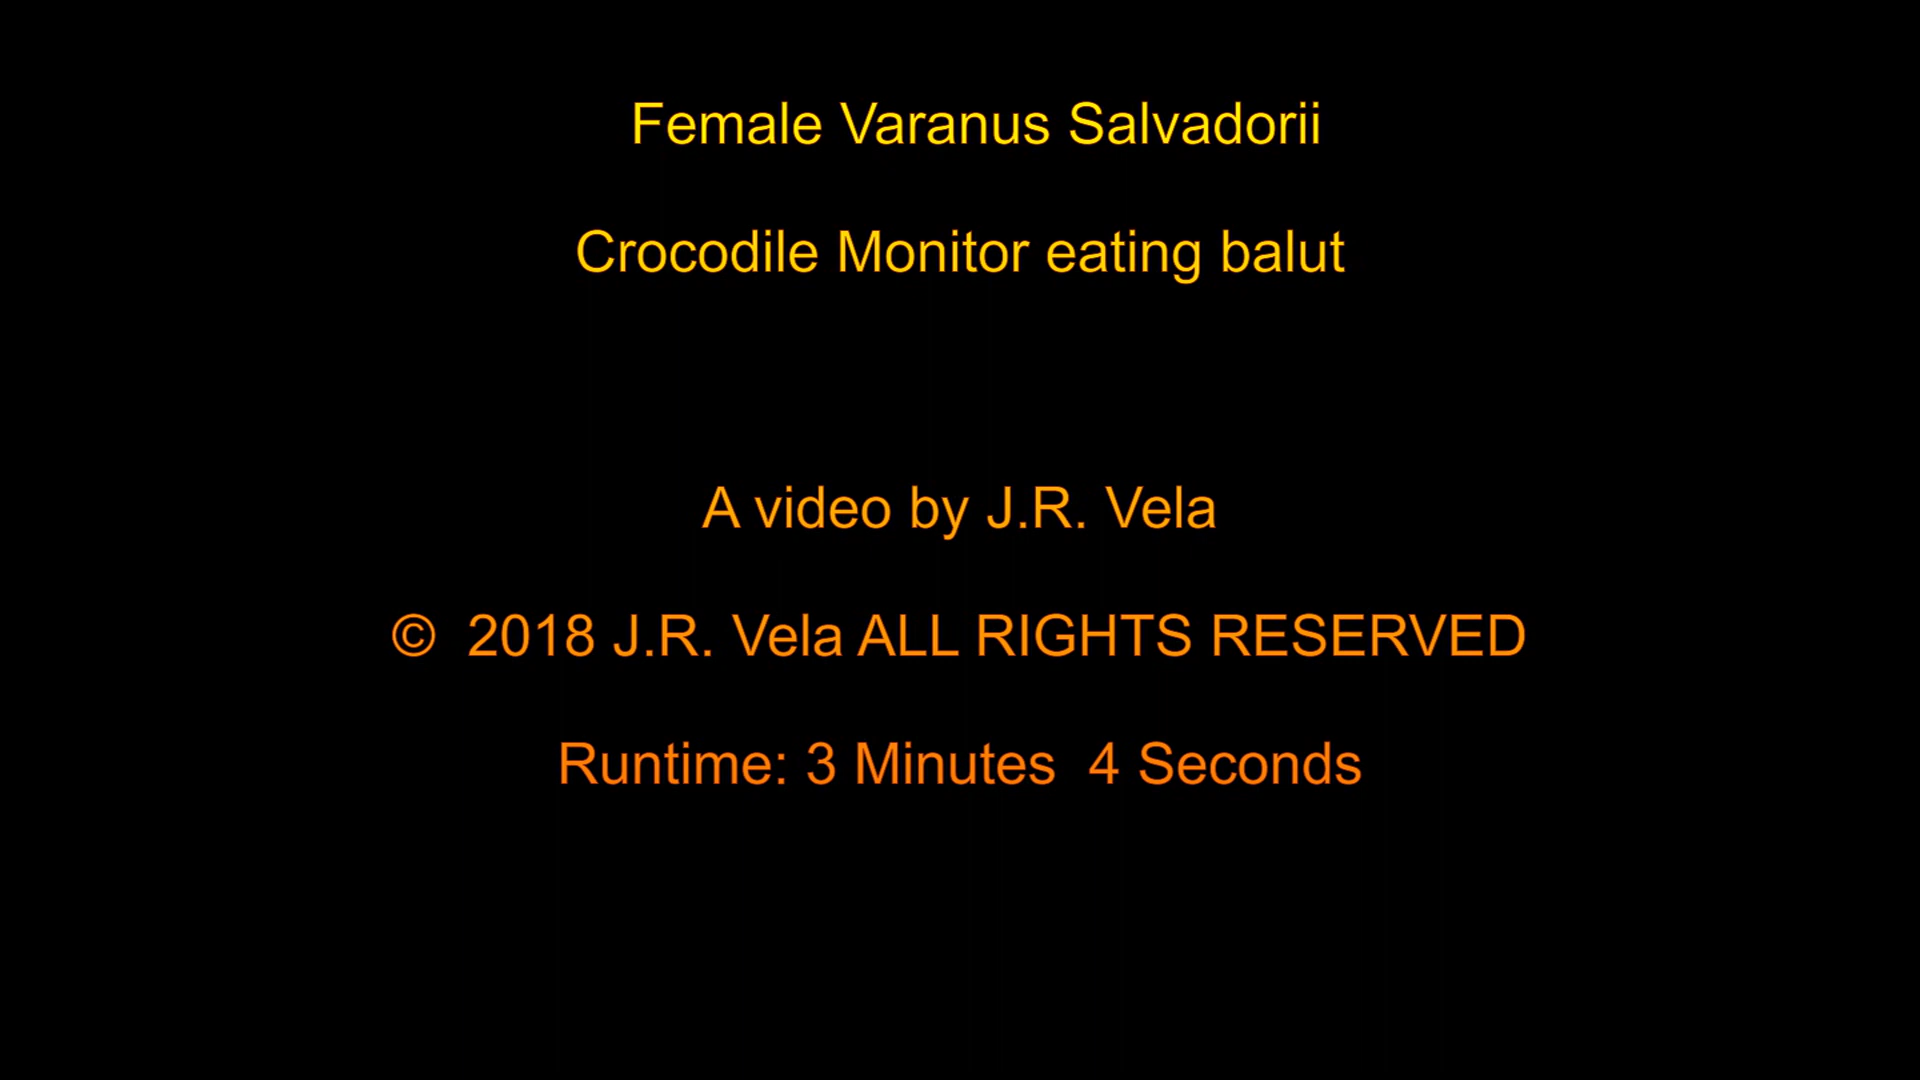 Female Varanus Salvadorii
Crocodile Monitor eating balut
A video by J.R. Vela
©  2018 J.R. Vela ALL RIGHTS RESERVED
Runtime: 3 Minutes  4 Seconds